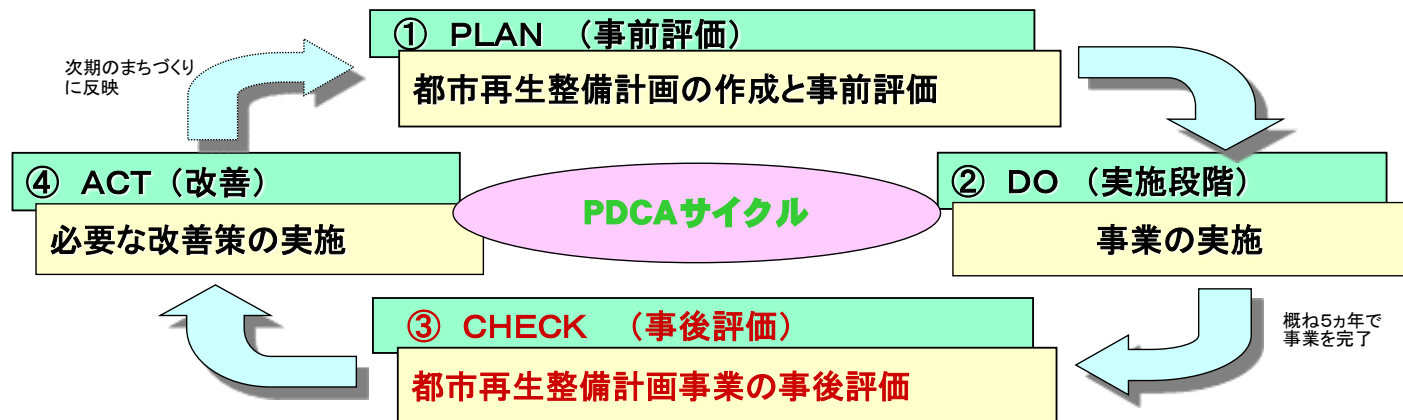 ① PLAN （事前評価）
都市再生整備計画の作成と事前評価
次期のまちづくり
に反映
④ ACT（改善）
必要な改善策の実施
PDCAサイクル
② DO （実施段階）
事業の実施
③ CHECK （事後評価）
都市再生整備計画事業の事後評価
概ね５ヵ年で
事業を完了